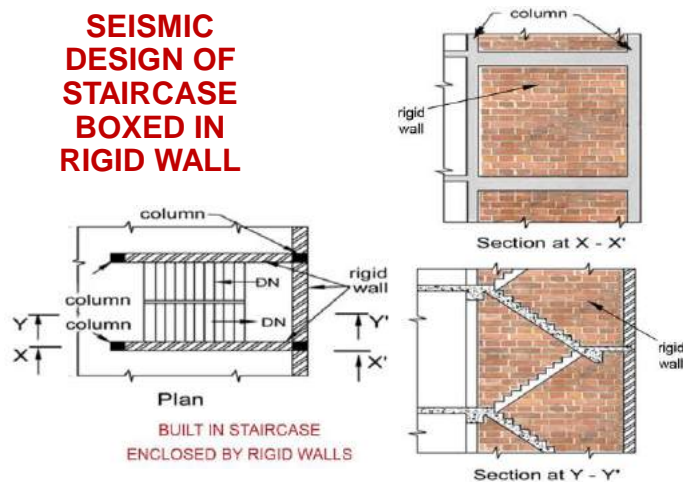 SEISMIC
DESIGN OF
STAIRCASE
BOXED IN
RIGID WALL
column
rigid
wall
Section at X - X'
column
DN
rigid
wall
column
Y
column
DN
Y'
X
X'
Plan
BUILT IN STAIRCASE
ENCLOSED BY RIGID WALLS
rigid
wall
Section at Y - Y'